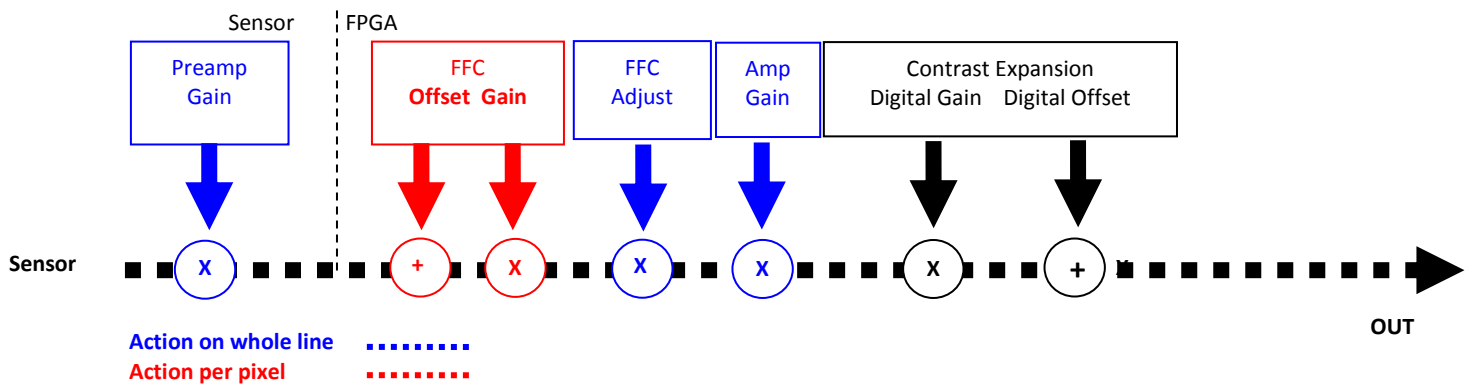 Sensor FPGA
Preamp
Gain
FFC
Offset Gain
FFC
Adjust
Amp
Gain
Contrast Expansion
Digital Gain Digital Offset
Sensor
X
+
X
X
X
X
+
X
OUT
Action on whole line
Action per pixel